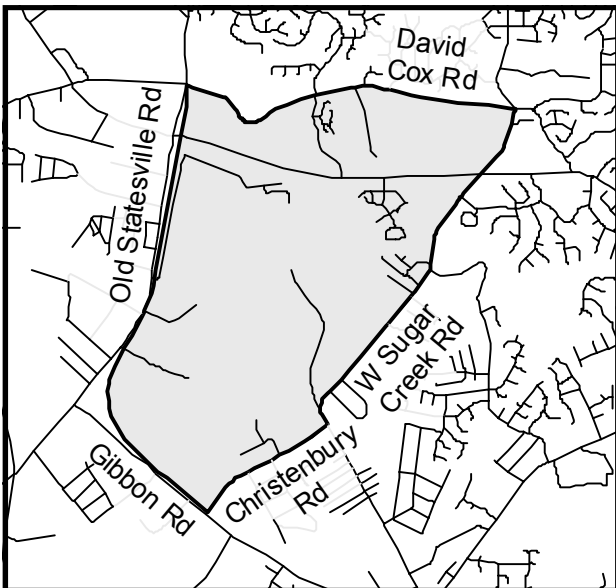 David
Cox Rd
Old Statesville Rd
W Sugar
Creek Rd
Gibbon Rd
Christenbury
Rd